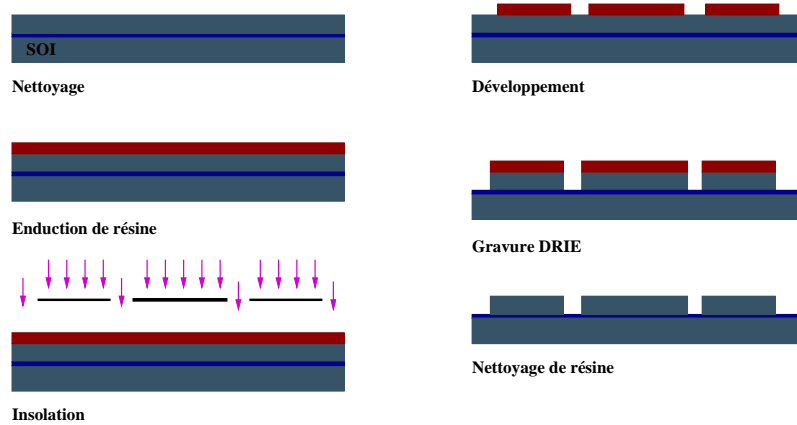 SOI
Nettoyage
Enduction de résine
Insolation
Développement
Gravure DRIE
Nettoyage de résine